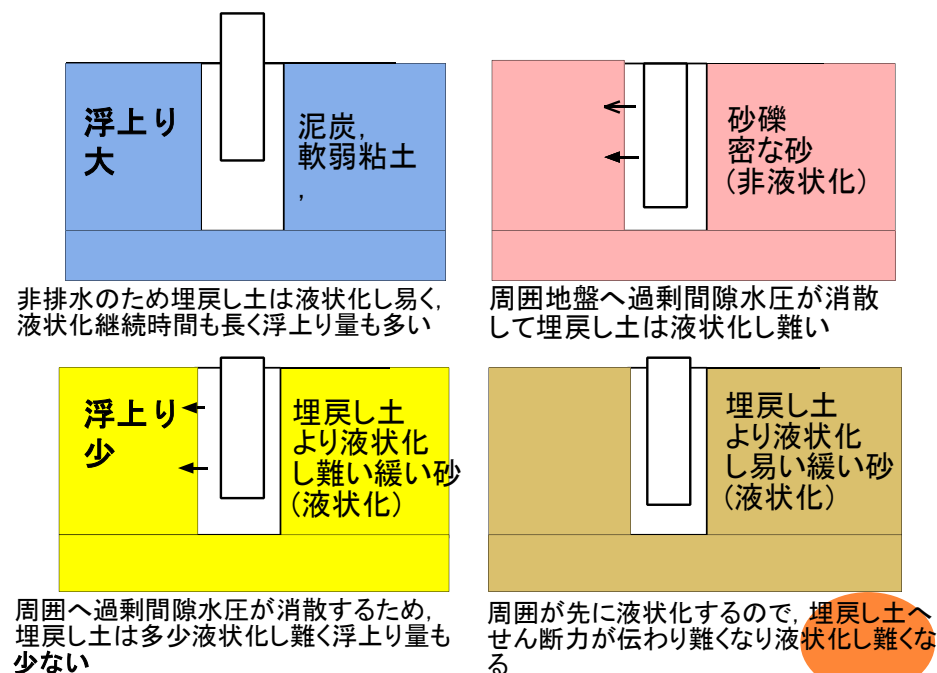 浮上り
大
泥炭,
軟弱粘土
,
非排水のため埋戻し土は液状化し易く,
液状化継続時間も長く浮上り量も多い
砂礫
密な砂
(非液状化)
周囲地盤へ過剰間隙水圧が消散
して埋戻し土は液状化し難い
浮上り
少
埋戻し土
より液状化
し難い緩い砂
(液状化)
周囲へ過剰間隙水圧が消散するため,
埋戻し土は多少液状化し難く浮上り量も
少ない
埋戻し土
より液状化
し易い緩い砂
(液状化)
周囲が先に液状化するので, 埋戻し土へ
せん断力が伝わり難くなり液状化し難くな
る